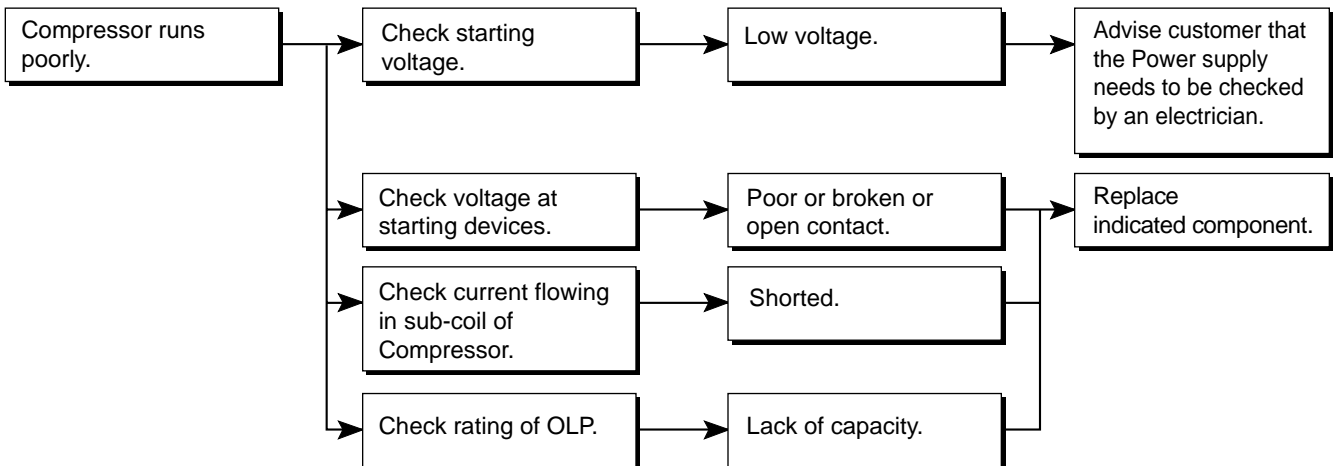 Compressor runs
poorly.
Check starting
voltage.
Low voltage.
Advise customer that
the Power supply
needs to be checked
by an electrician.
Check voltage at
starting devices.
Poor or broken or
open contact.
Replace
indicated component.
Check current flowing
in sub-coil of
Compressor.
Shorted.
Check rating of OLP.
Lack of capacity.